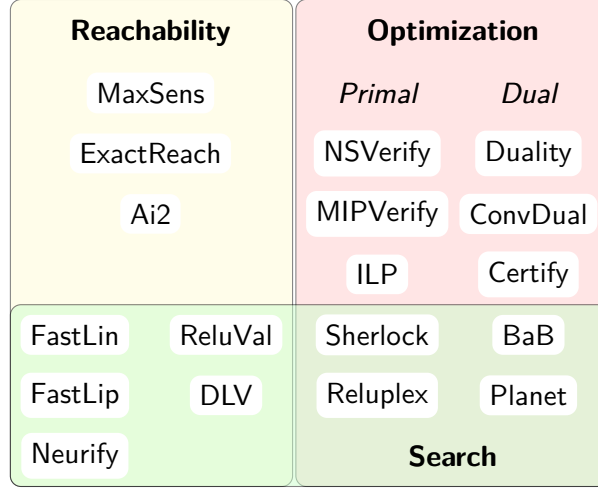 Reachability
Optimization
MaxSens
Primal
Dual
ExactReach
NSVerify
Duality
Ai2
MIPVerify
ConvDual
ILP
Certify
FastLin
ReluVal
Sherlock
BaB
FastLip
DLV
Reluplex
Planet
Neurify
Search